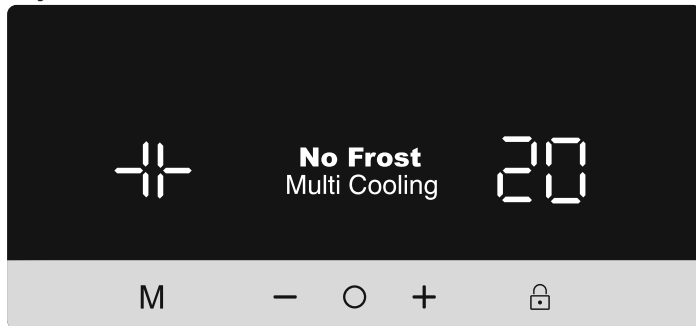 No Frost
Multi Cooling
20
M − ○ +